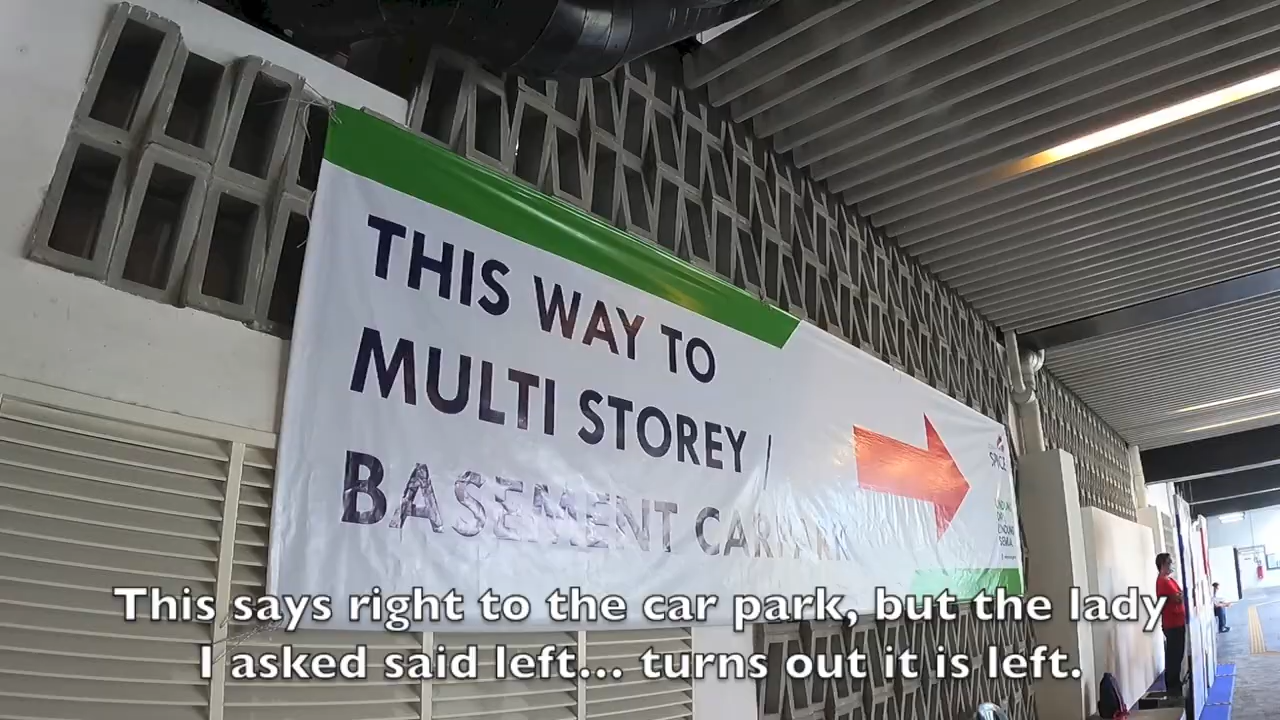 THIS WAY TO
MULTI STOREY /
BASEMENT CARPARK
SPICE
This says right to the car park, but the lady
I asked said left... turns out it is left.